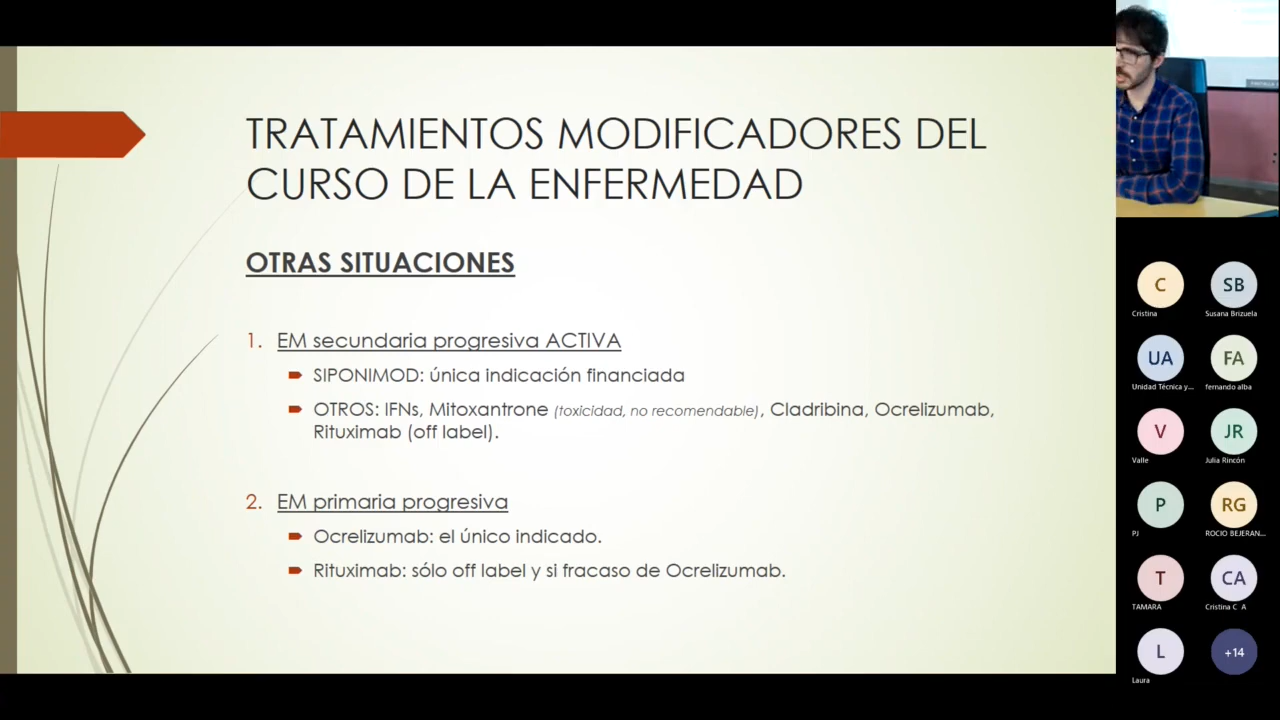 TRATAMIENTOS MODIFICADORES DEL
CURSO DE LA ENFERMEDAD
OTRAS SITUACIONES
1. EM secundaria progresiva ACTIVA
SIPONIMOD: única indicación financiada
OTROS: IFNs, Mitoxantrone (toxicidad, no recomendable), Cladribina, Ocrelizumab,
Rituximab (off label).
2. EM primaria progresiva
Ocrelizumab: el único indicado.
Rituximab: sólo off label y si fracaso de Ocrelizumab.
C
Cristina
SB
Susana Brizuela
UA
Unidad Técnica y...
FA
fernando alba
V
Valle
JR
Julia Rincón
P
PJ
RG
ROCIO BEJERAN...
T
TAMARA
CA
Cristina C A
L
Laura
+14